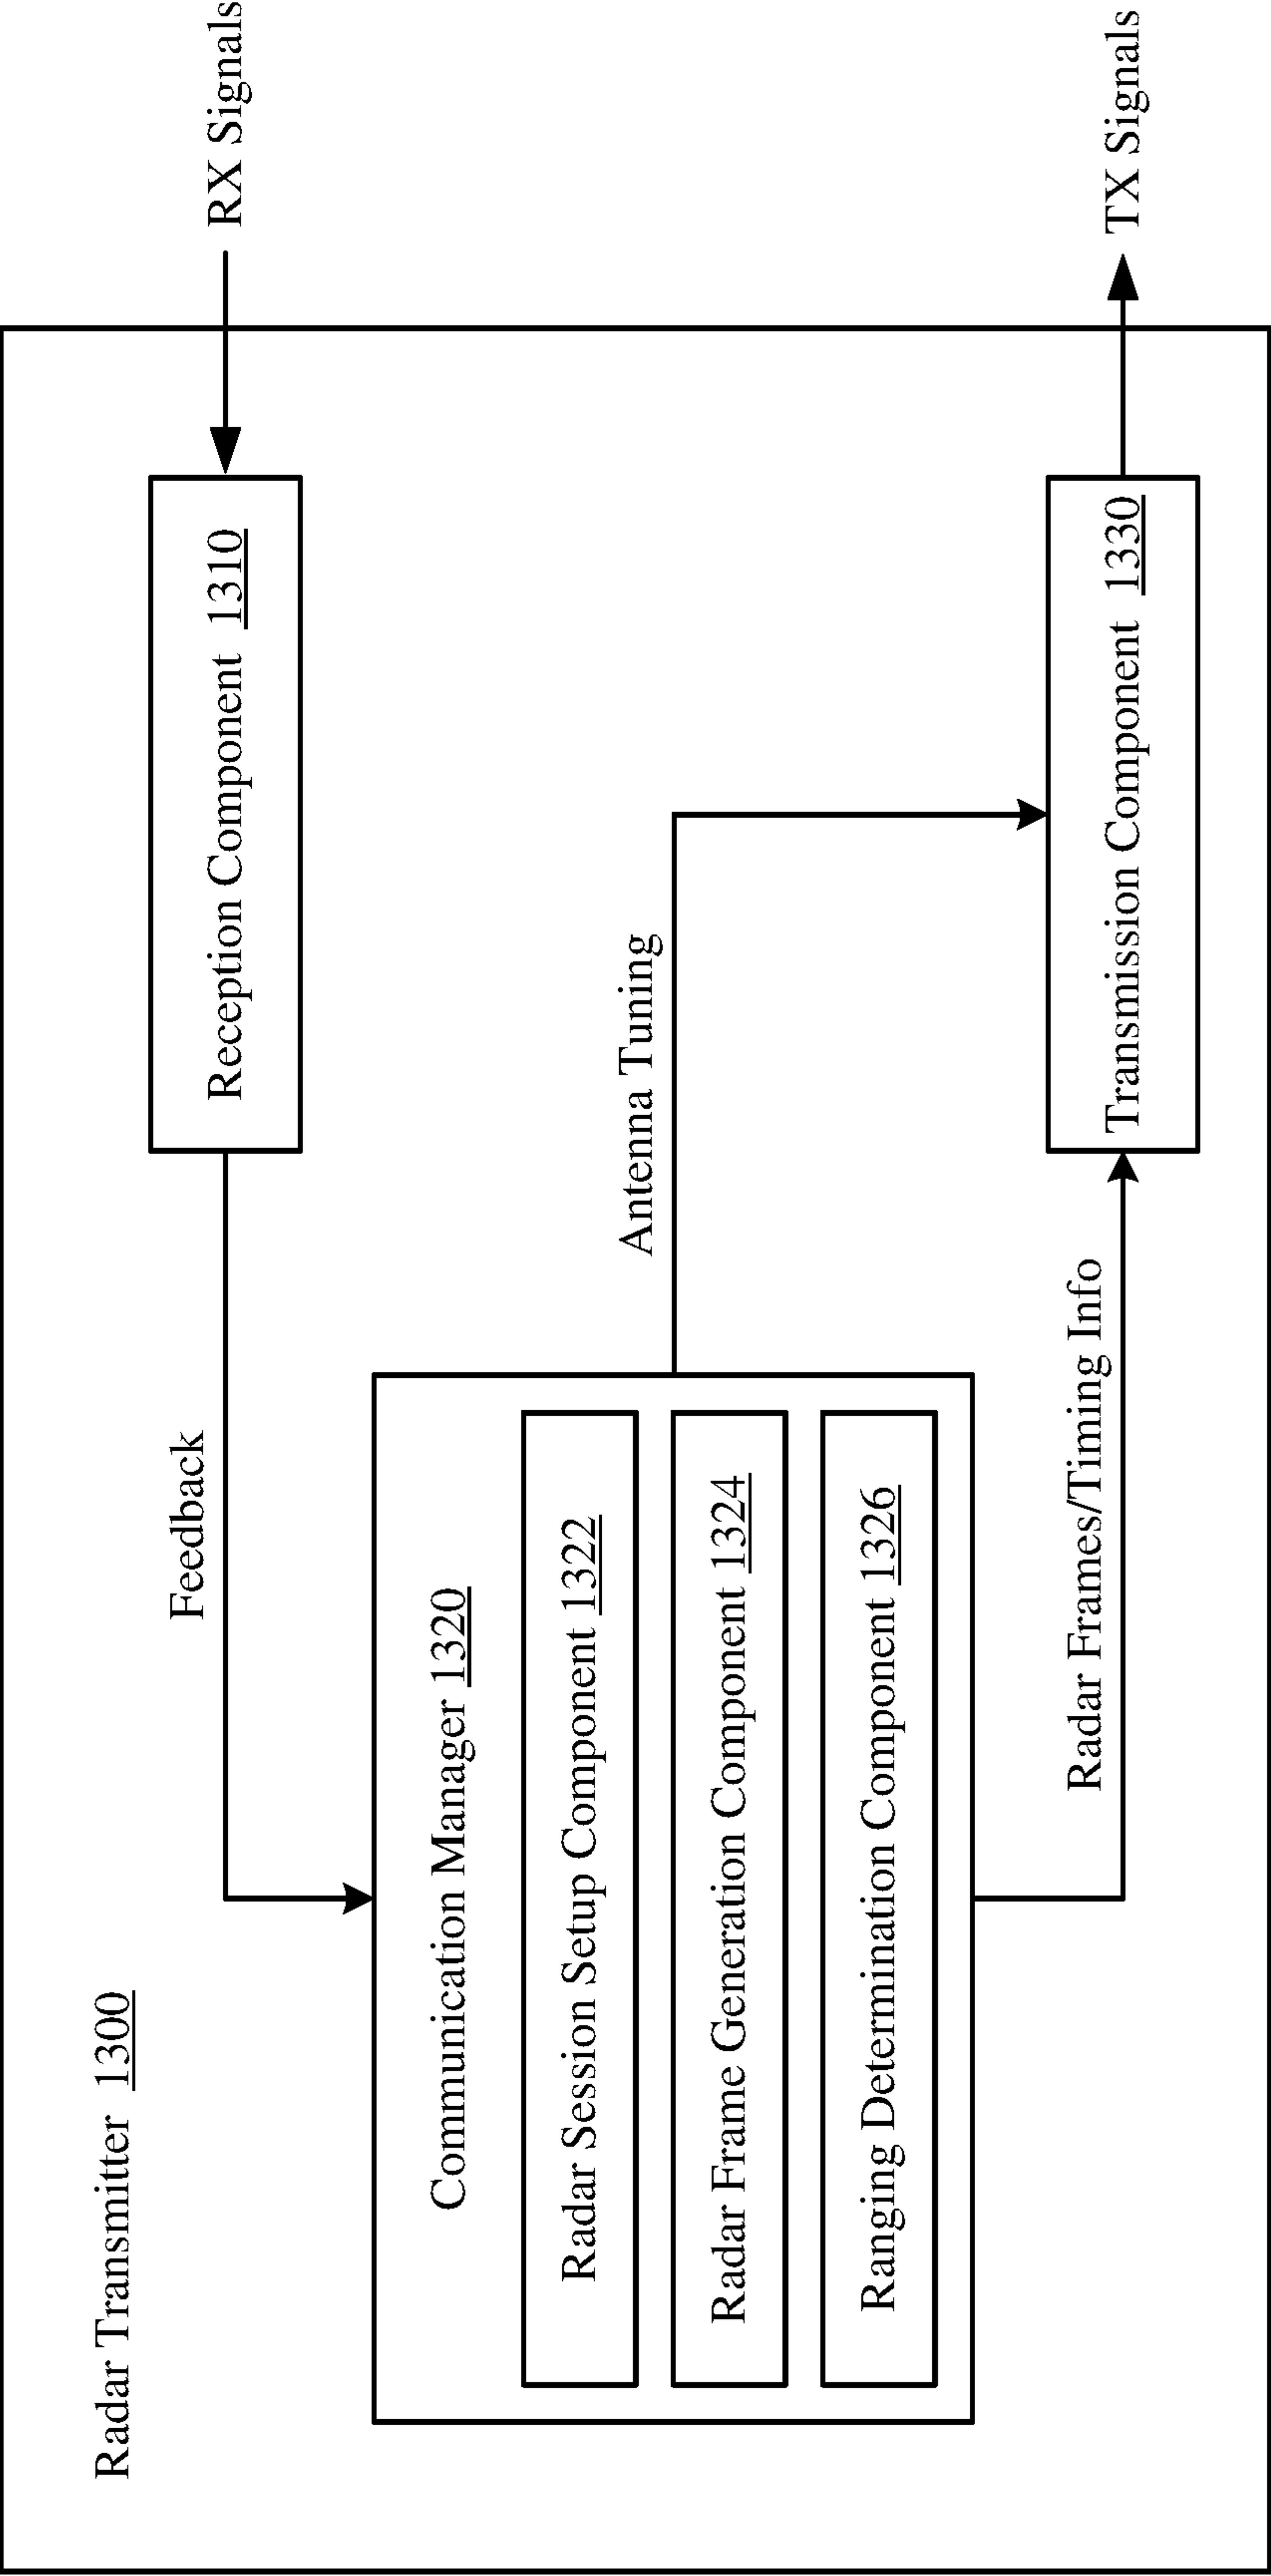 Radar Transmitter 1300
RX Signals
Reception Component 1310
Feedback
Communication Manager 1320
Radar Session Setup Component 1322
Radar Frame Generation Component 1324
Ranging Determination Component 1326
Antenna Tuning
Radar Frames/Timing Info
Transmission Component 1330
TX Signals